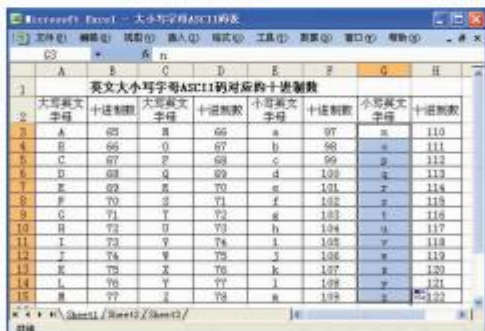 Microsoft Excel - 大小写字母ASCII码表
文件(F) 编辑(E) 视图(V) 插入(I) 格式(O) 工具(T) 数据(D) 窗口(W) 帮助(H)
G3 fx n
A B C D E F G H
1 英文大小写字母ASCII码对应的十进制数
2 大写英文字母 十进制数 大写英文字母 十进制数 小写英文字母 十进制数 小写英文字母 十进制数
3 A 65 N 66 a 97 n 110
4 B 66 O 67 b 98 o 111
5 C 67 P 68 c 99 p 112
6 D 68 Q 69 d 100 q 113
7 E 69 R 70 e 101 r 114
8 F 70 S 71 f 102 s 115
9 G 71 T 72 g 103 t 116
10 H 72 U 73 h 104 u 117
11 I 73 V 74 i 105 v 118
12 J 74 W 75 j 106 w 119
13 K 75 X 76 k 107 x 120
14 L 76 Y 77 l 108 y 121
15 M 77 Z 78 m 109 z 122
Sheet1 / Sheet2 / Sheet3 /